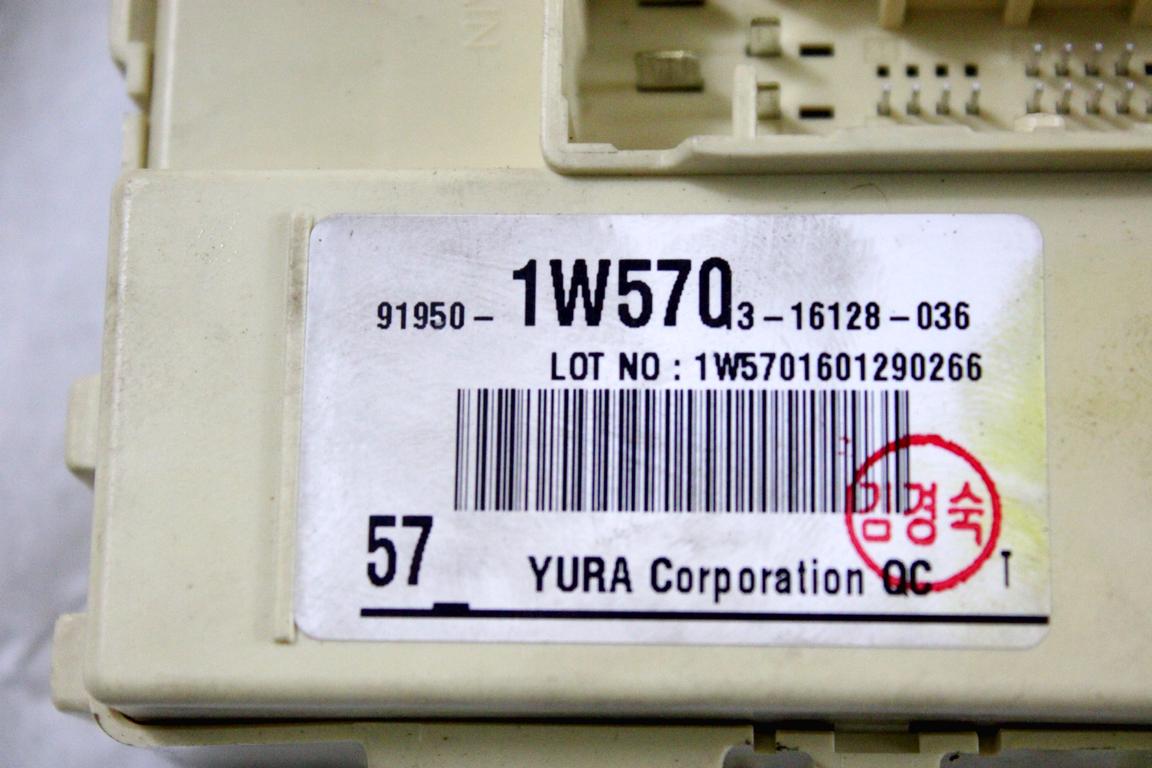 91950- 1W570 3-16128-036
LOT NO : 1W5701601290266
김경숙
57 YURA Corporation QC T